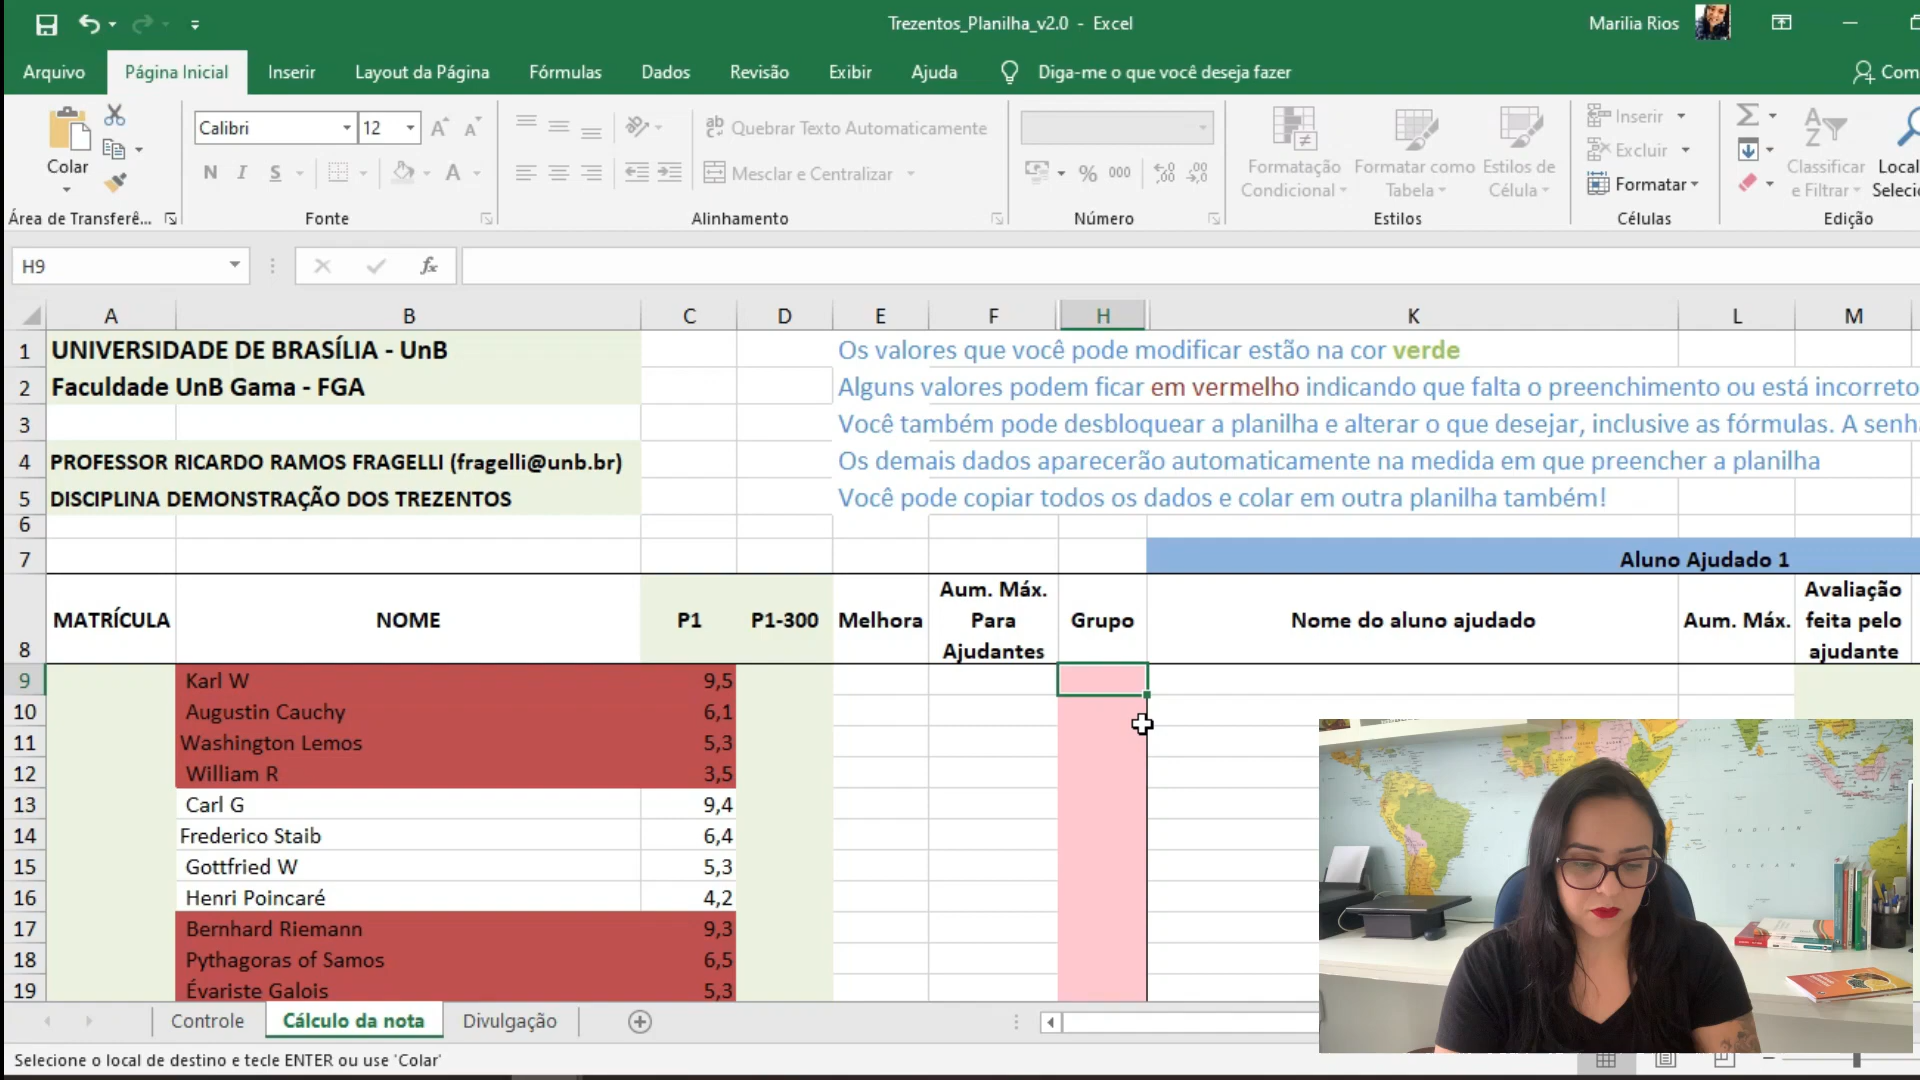 Trezentos_Planilha_v2.0 - Excel
Marilia Rios
Arquivo
Página Inicial
Inserir
Layout da Página
Fórmulas
Dados
Revisão
Exibir
Ajuda
Diga-me o que você deseja fazer
Com
Colar
Área de Transferê...
Calibri
12
N I S
Fonte
Quebrar Texto Automaticamente
Mesclar e Centralizar
Alinhamento
% 000
Número
Formatação Condicional
Formatar como Tabela
Estilos de Célula
Estilos
Inserir
Excluir
Formatar
Células
Classificar e Filtrar
Local
Selecio
Edição
H9
fx
A B C D E F H K L M
1 UNIVERSIDADE DE BRASÍLIA - UnB Os valores que você pode modificar estão na cor verde
2 Faculdade UnB Gama - FGA Alguns valores podem ficar em vermelho indicando que falta o preenchimento ou está incorreto
3 Você também pode desbloquear a planilha e alterar o que desejar, inclusive as fórmulas. A senh
4 PROFESSOR RICARDO RAMOS FRAGELLI (fragelli@unb.br) Os demais dados aparecerão automaticamente na medida em que preencher a planilha
5 DISCIPLINA DEMONSTRAÇÃO DOS TREZENTOS Você pode copiar todos os dados e colar em outra planilha também!
6
7 Aluno Ajudado 1
8 MATRÍCULA NOME P1 P1-300 Melhora Aum. Máx. Para Ajudantes Grupo Nome do aluno ajudado Aum. Máx. Avaliação feita pelo ajudante
9 Karl W 9,5
10 Augustin Cauchy 6,1
11 Washington Lemos 5,3
12 William R 3,5
13 Carl G 9,4
14 Frederico Staib 6,4
15 Gottfried W 5,3
16 Henri Poincaré 4,2
17 Bernhard Riemann 9,3
18 Pythagoras of Samos 6,5
19 Évariste Galois 5,3
Controle
Cálculo da nota
Divulgação
Selecione o local de destino e tecle ENTER ou use 'Colar'